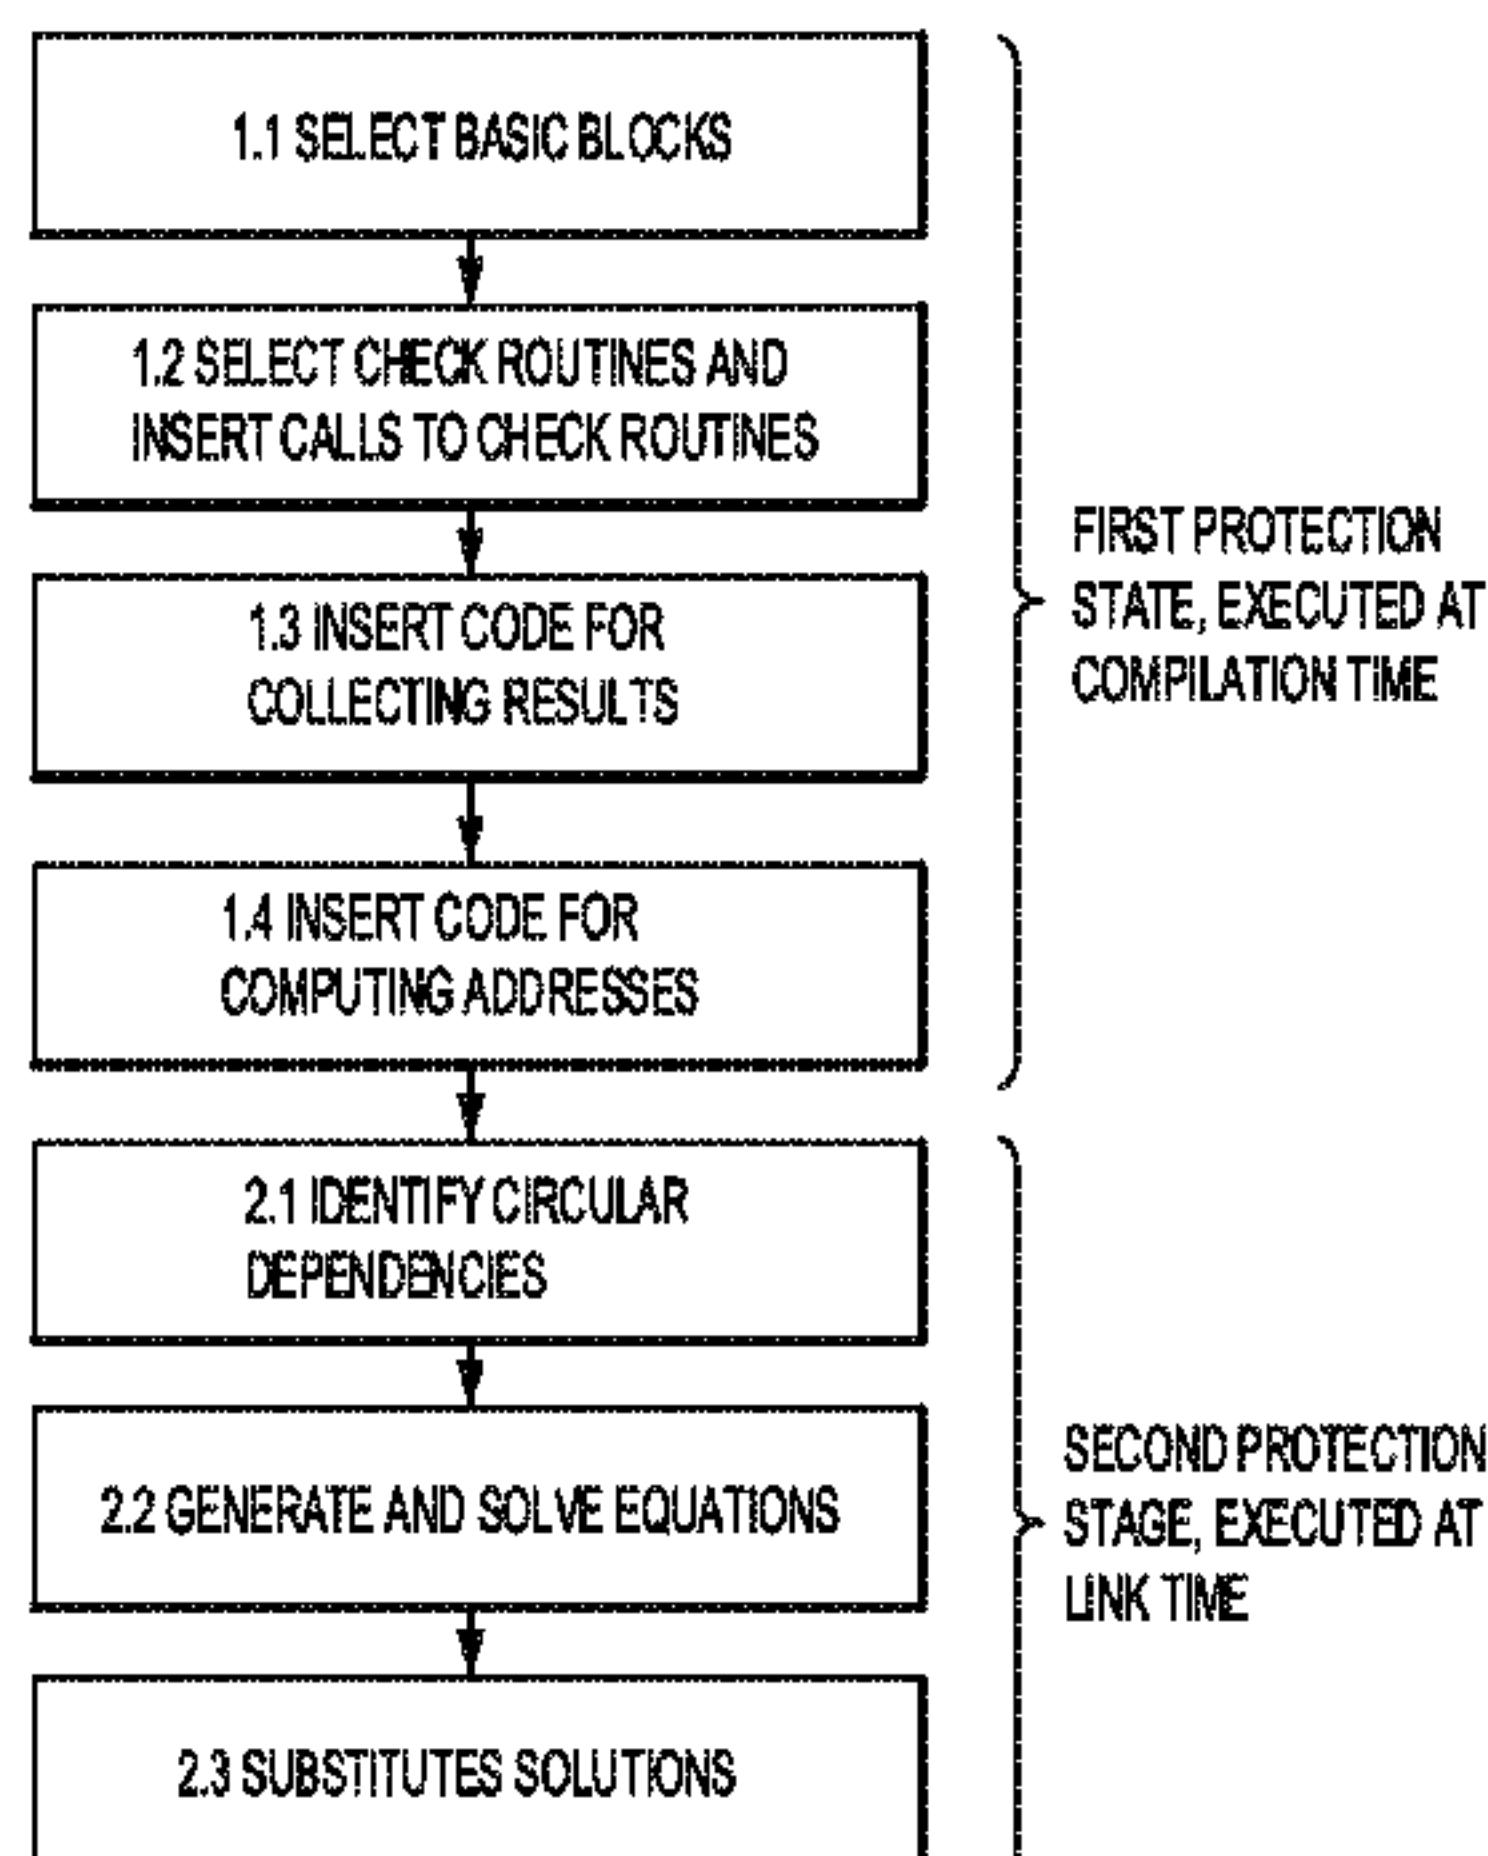 1.1 SELECT BASIC BLOCKS
1.2 SELECT CHECK ROUTINES AND
INSERT CALLS TO CHECK ROUTINES
1.3 INSERT CODE FOR
COLLECTING RESULTS
1.4 INSERT CODE FOR
COMPUTING ADDRESSES
FIRST PROTECTION
STATE, EXECUTED AT
COMPILATION TIME
2.1 IDENTIFY CIRCULAR
DEPENDENCIES
2.2 GENERATE AND SOLVE EQUATIONS
2.3 SUBSTITUTES SOLUTIONS
SECOND PROTECTION
STAGE, EXECUTED AT
LINK TIME